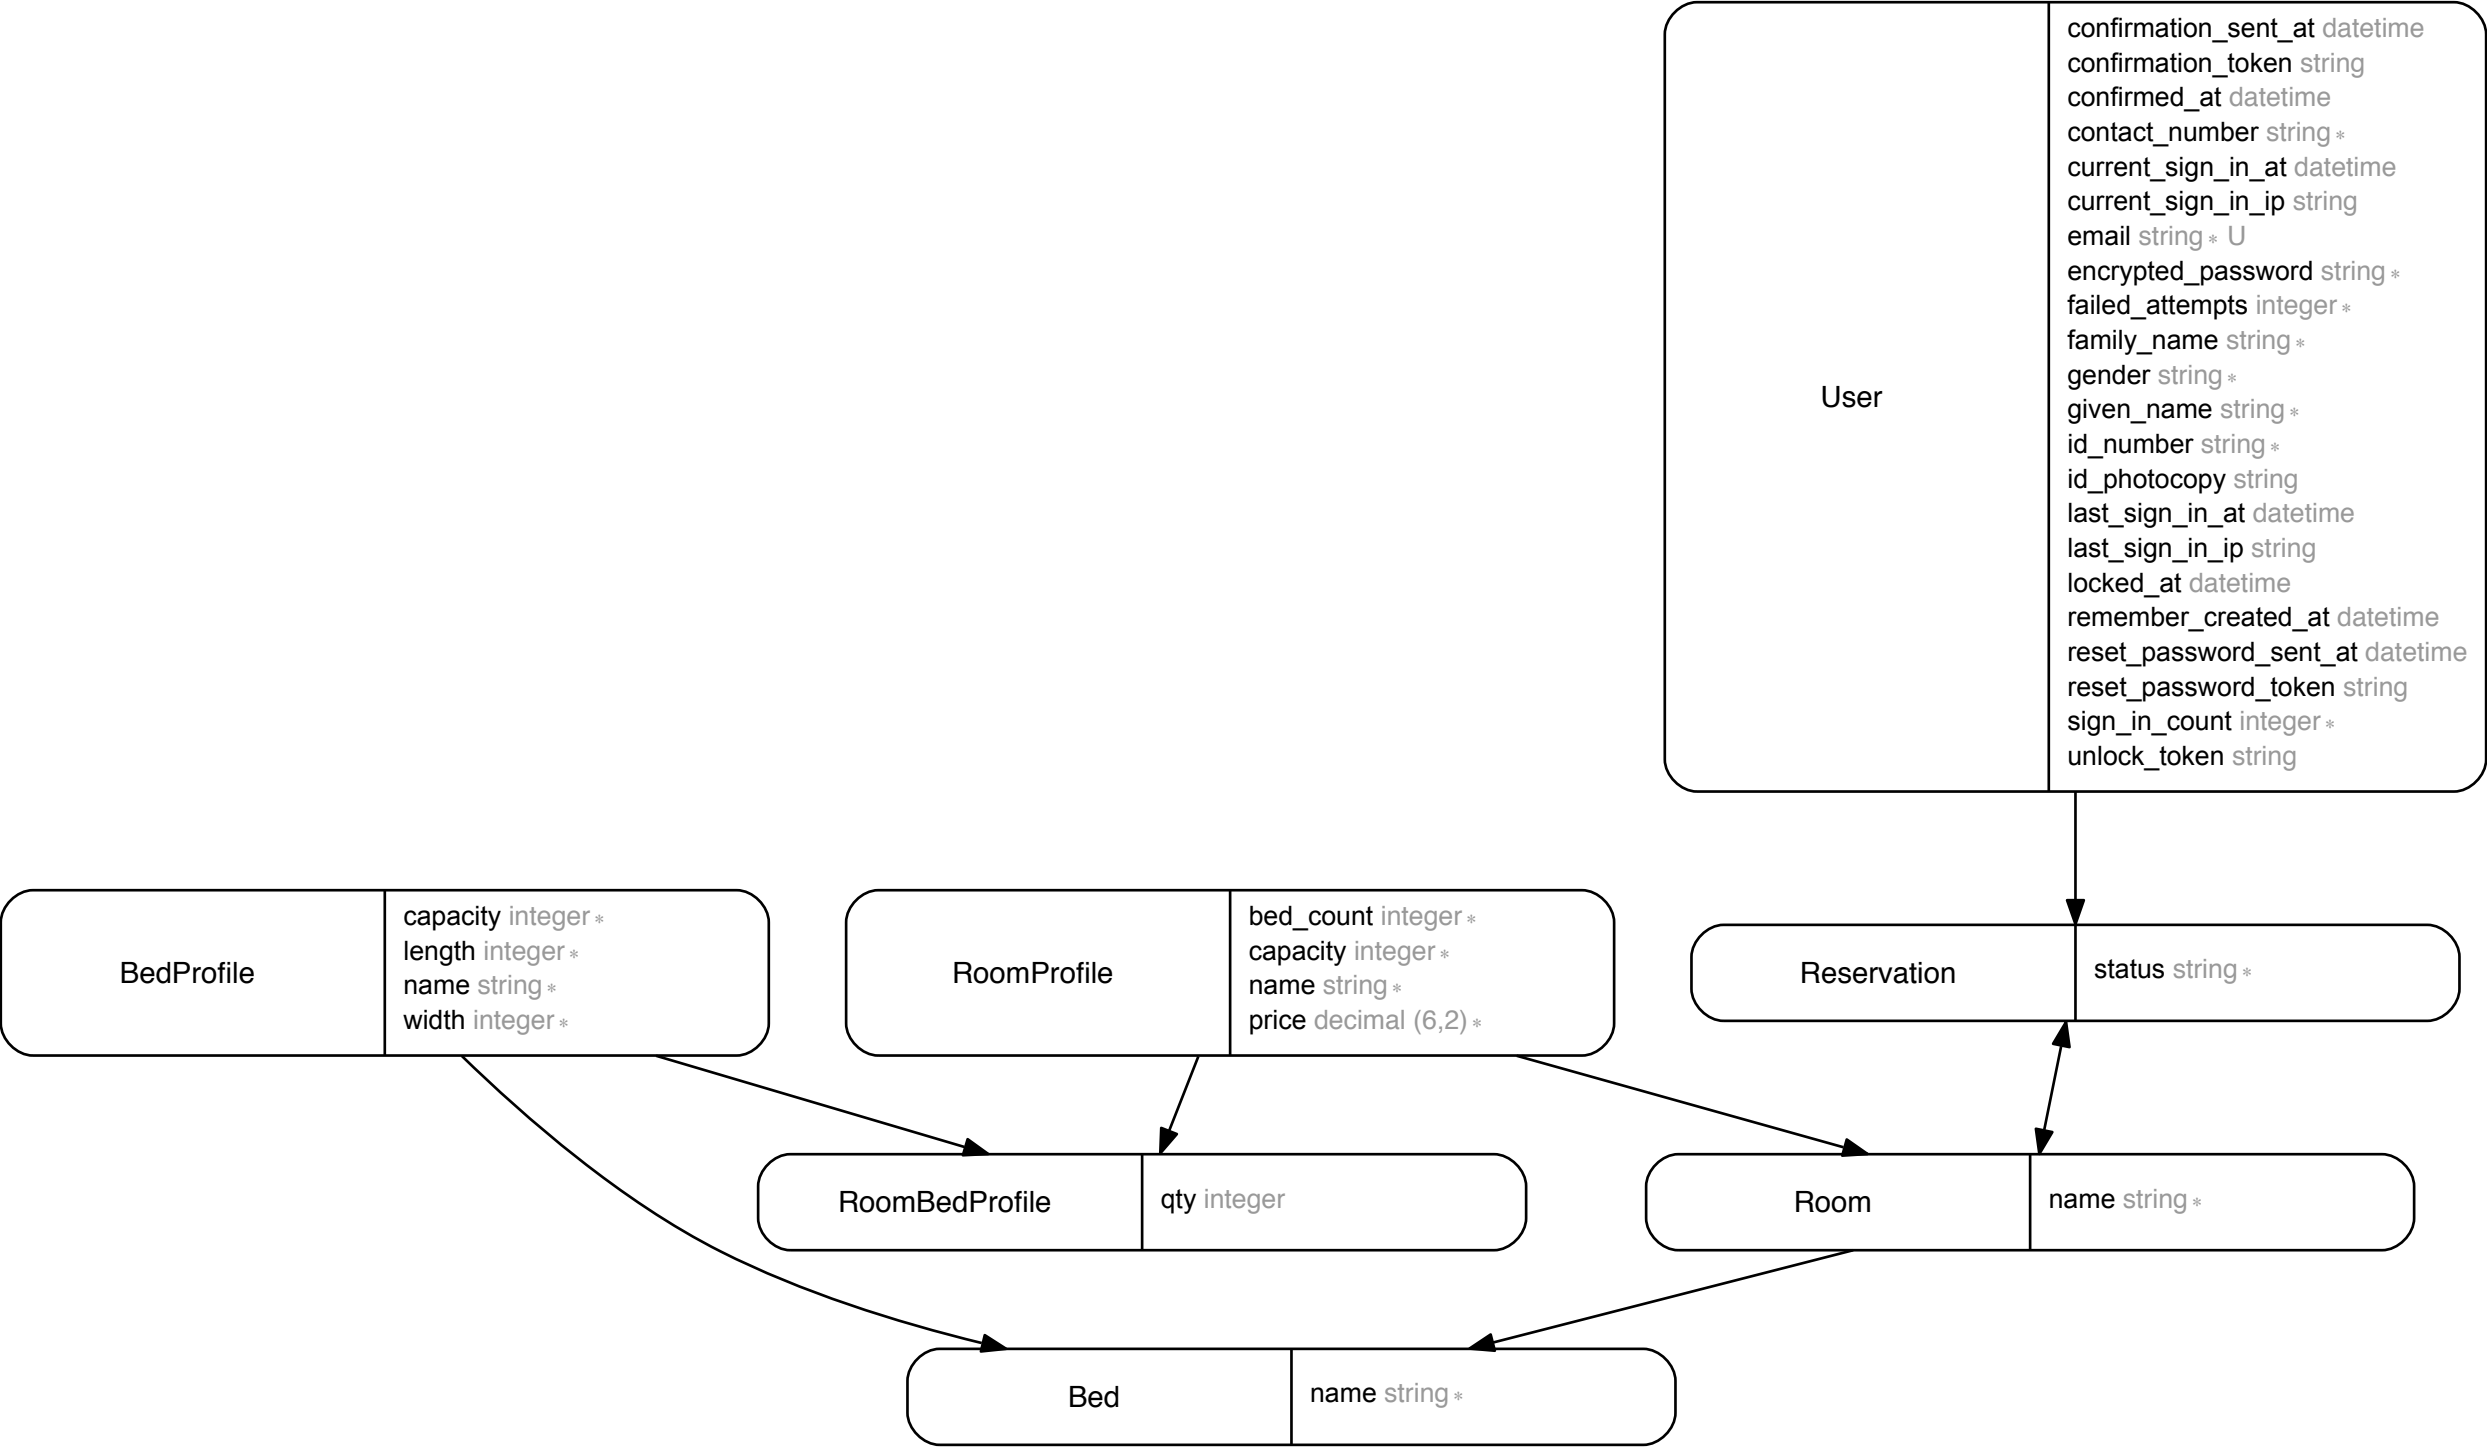 User
confirmation_sent_at datetime
confirmation_token string
confirmed_at datetime
contact_number string *
current_sign_in_at datetime
current_sign_in_ip string
email string * U
encrypted_password string *
failed_attempts integer *
family_name string *
gender string *
given_name string *
id_number string *
id_photocopy string
last_sign_in_at datetime
last_sign_in_ip string
locked_at datetime
remember_created_at datetime
reset_password_sent_at datetime
reset_password_token string
sign_in_count integer *
unlock_token string
BedProfile
capacity integer *
length integer *
name string *
width integer *
RoomProfile
bed_count integer *
capacity integer *
name string *
price decimal (6,2) *
Reservation
status string *
RoomBedProfile
qty integer
Room
name string *
Bed
name string *